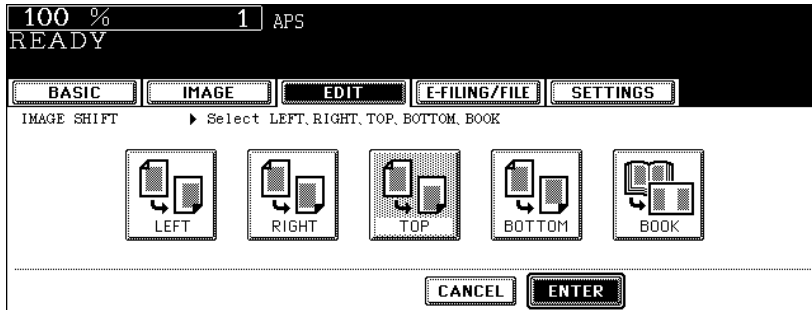 100 % 1 APS
READY
BASIC IMAGE EDIT E-FILING/FILE SETTINGS
IMAGE SHIFT ▶ Select LEFT, RIGHT, TOP, BOTTOM, BOOK
LEFT RIGHT TOP BOTTOM BOOK
CANCEL ENTER